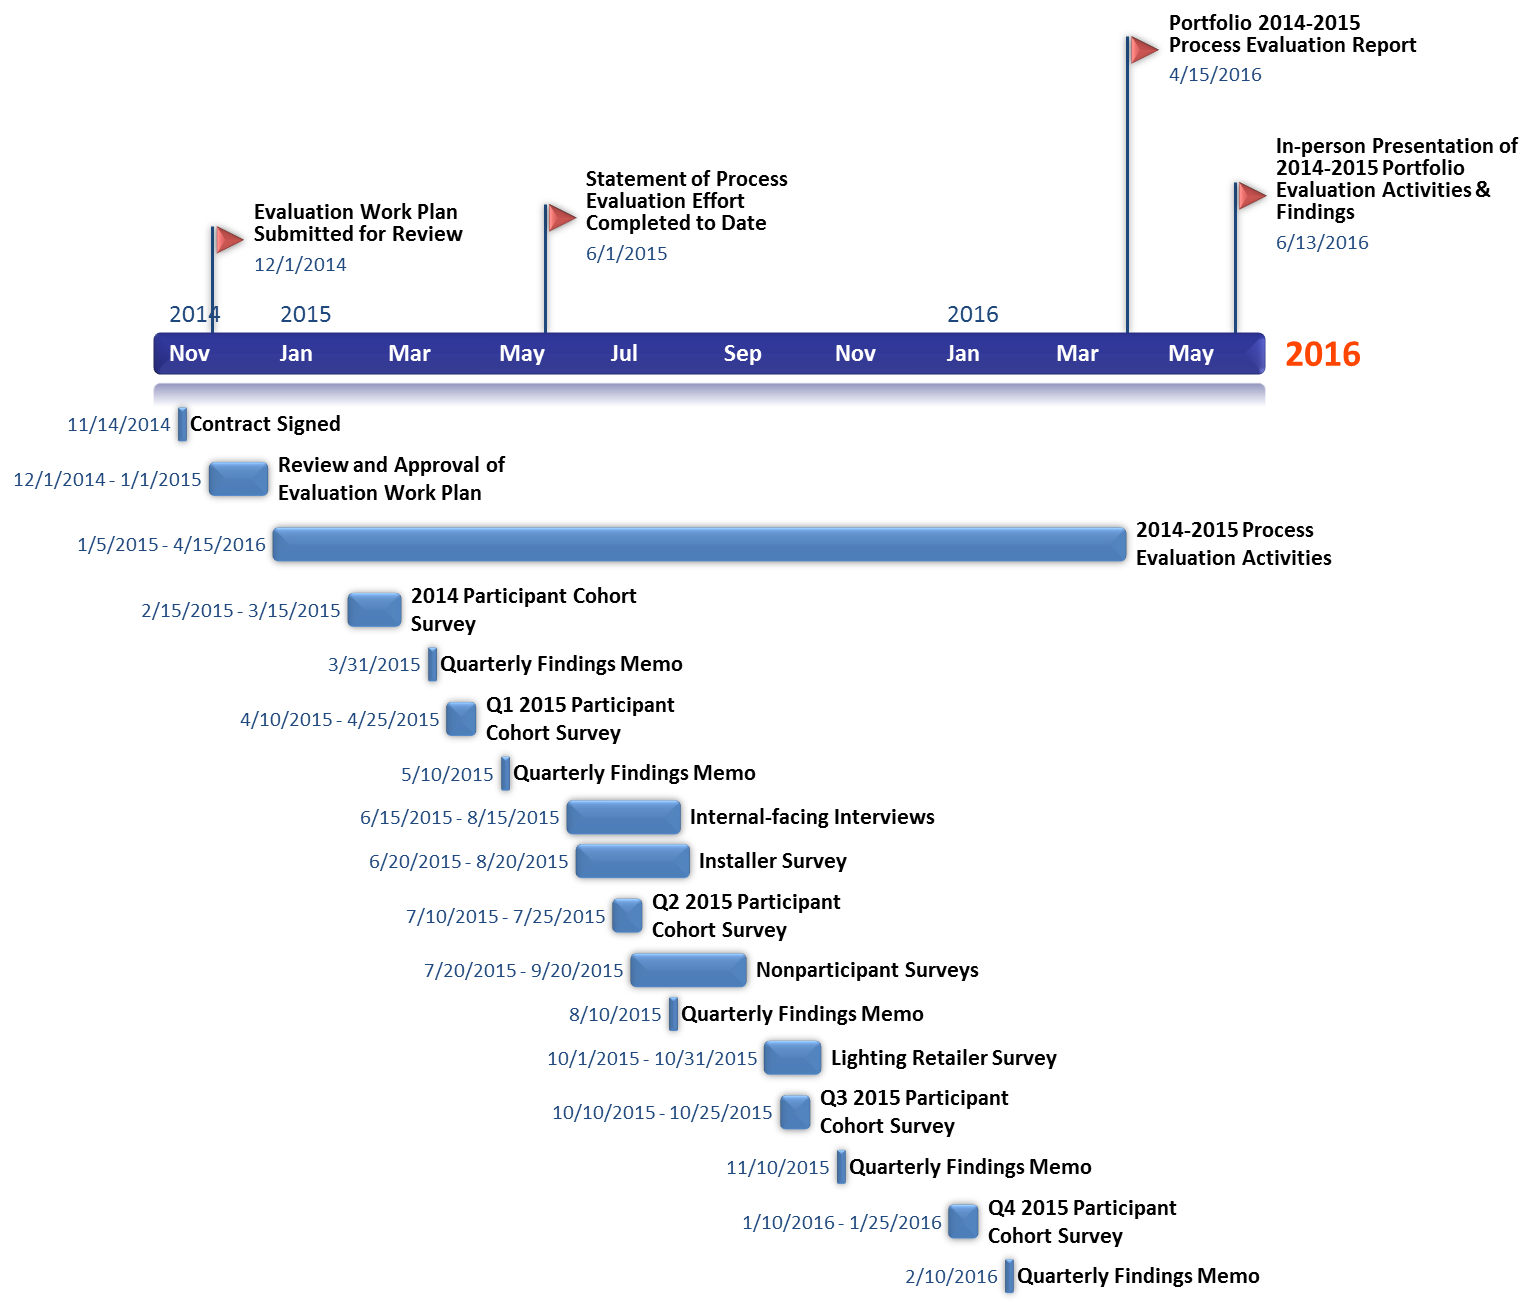 Portfolio 2014-2015
Process Evaluation Report
4/15/2016
In-person Presentation of
2014-2015 Portfolio
Evaluation Activities &
Findings
6/13/2016
Statement of Process
Evaluation Effort
Completed to Date
6/1/2015
Evaluation Work Plan
Submitted for Review
12/1/2014
2014 2015 2016
Nov Jan Mar May Jul Sep Nov Jan Mar May 2016
11/14/2014 Contract Signed
12/1/2014 - 1/1/2015 Review and Approval of
Evaluation Work Plan
1/5/2015 - 4/15/2016 2014-2015 Process
Evaluation Activities
2/15/2015 - 3/15/2015 2014 Participant Cohort
Survey
3/31/2015 Quarterly Findings Memo
4/10/2015 - 4/25/2015 Q1 2015 Participant
Cohort Survey
5/10/2015 Quarterly Findings Memo
6/15/2015 - 8/15/2015 Internal-facing Interviews
6/20/2015 - 8/20/2015 Installer Survey
7/10/2015 - 7/25/2015 Q2 2015 Participant
Cohort Survey
7/20/2015 - 9/20/2015 Nonparticipant Surveys
8/10/2015 Quarterly Findings Memo
10/1/2015 - 10/31/2015 Lighting Retailer Survey
10/10/2015 - 10/25/2015 Q3 2015 Participant
Cohort Survey
11/10/2015 Quarterly Findings Memo
1/10/2016 - 1/25/2016 Q4 2015 Participant
Cohort Survey
2/10/2016 Quarterly Findings Memo